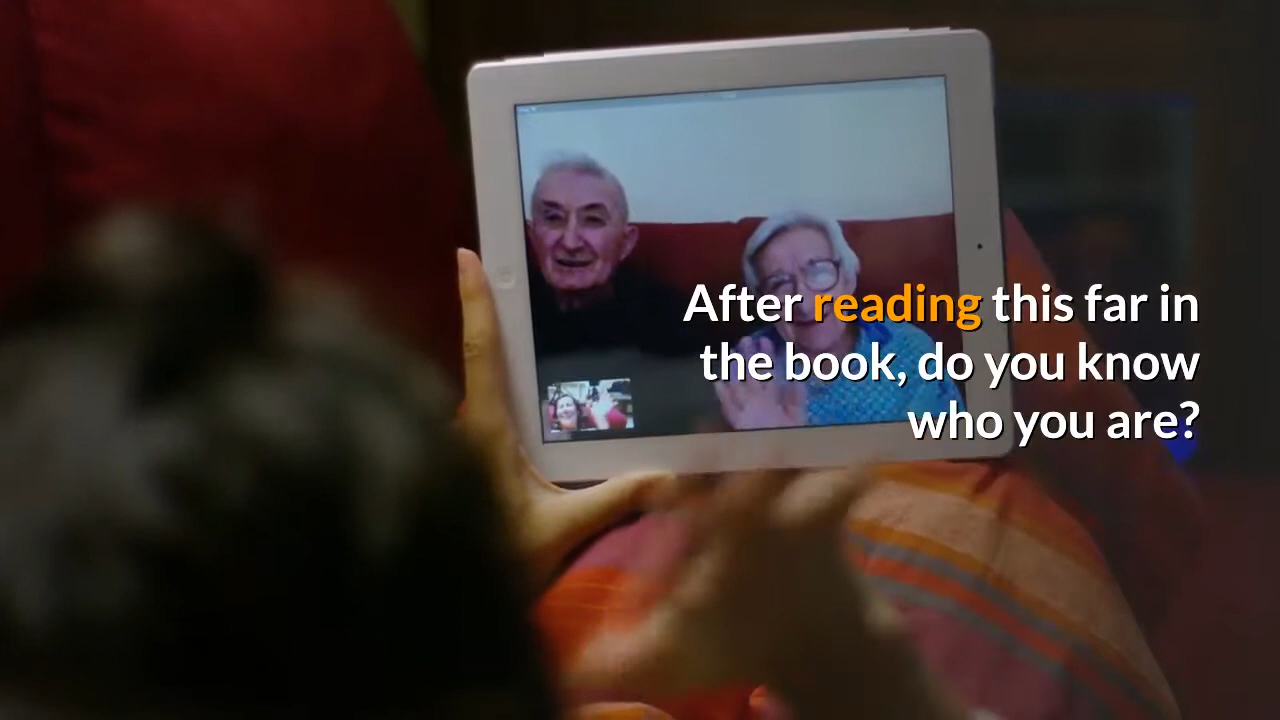 After reading this far in
the book, do you know
who you are?